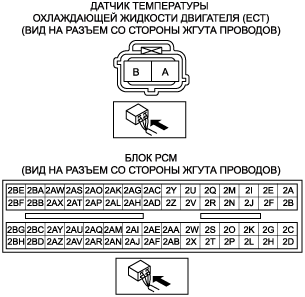 ДАТЧИК ТЕМПЕРАТУРЫ
ОХЛАЖДАЮЩЕЙ ЖИДКОСТИ ДВИГАТЕЛЯ (ECT)
(ВИД НА РАЗЪЕМ СО СТОРОНЫ ЖГУТА ПРОВОДОВ)
B A
БЛОК PCM
(ВИД НА РАЗЪЕМ СО СТОРОНЫ ЖГУТА ПРОВОДОВ)
2BE 2BA 2AW 2AS 2AO 2AK 2AG 2AC 2Y 2U 2Q 2M 2I 2E 2A
2BF 2BB 2AX 2AT 2AP 2AL 2AH 2AD 2Z 2V 2R 2N 2J 2F 2B
2BG 2BC 2AY 2AU 2AQ 2AM 2AI 2AE 2AA 2W 2S 2O 2K 2G 2C
2BH 2BD 2AZ 2AV 2AR 2AN 2AJ 2AF 2AB 2X 2T 2P 2L 2H 2D